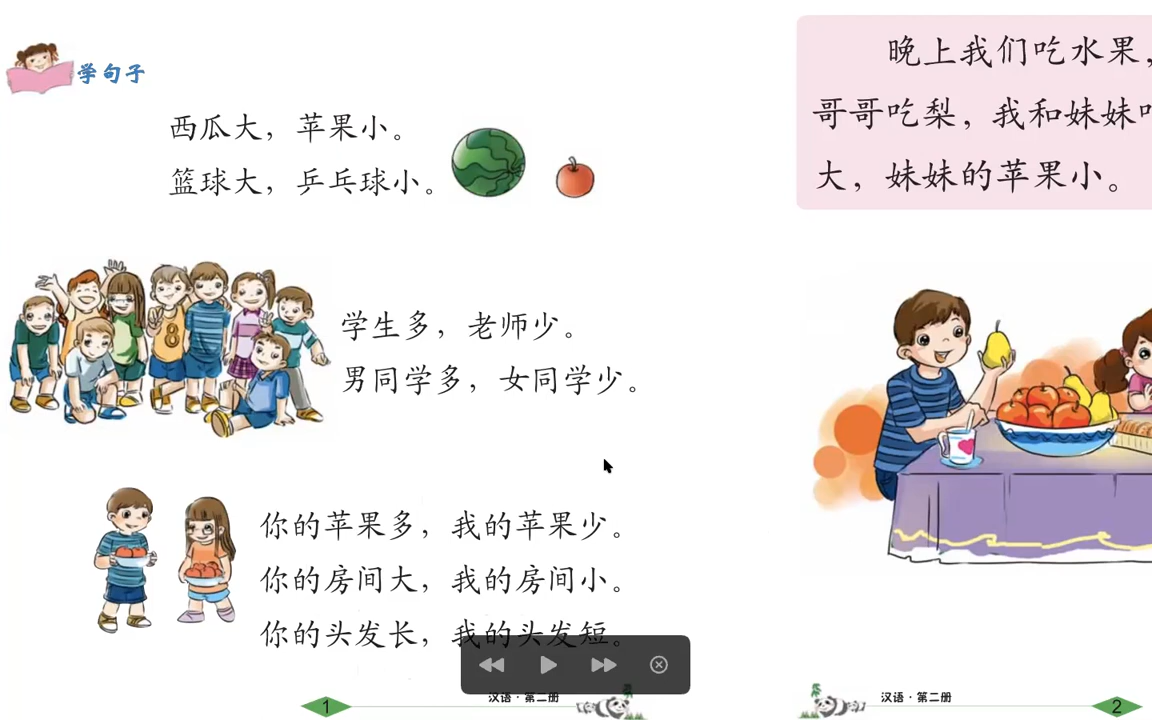 学句子
西瓜大，苹果小。
篮球大，乒乓球小。
8
学生多，老师少。
男同学多，女同学少。
你的苹果多，我的苹果少。
你的房间大，我的房间小。
你的头发长，我的头发短。
1
汉语·第二册
晚上我们吃水果，
哥哥吃梨，我和妹妹吃
大，妹妹的苹果小。
汉语·第二册
2